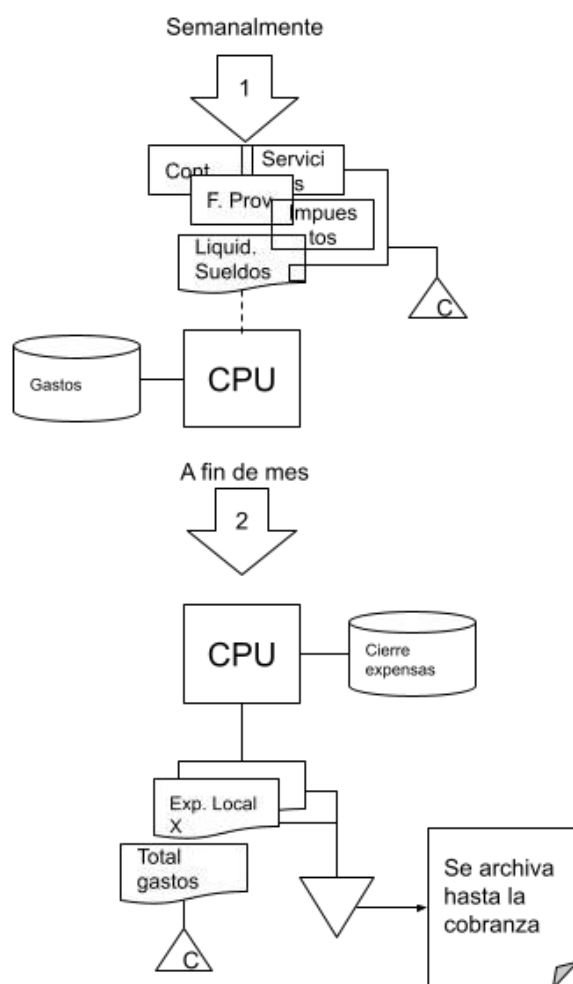 Semanalmente
1
Cont
Servici
os
F. Prov
Impues
tos
Liquid.
Sueldos
C
Gastos
CPU
A fin de mes
2
CPU
Cierre
expensas
Exp. Local
X
Total
gastos
Se archiva
hasta la
cobranza
C